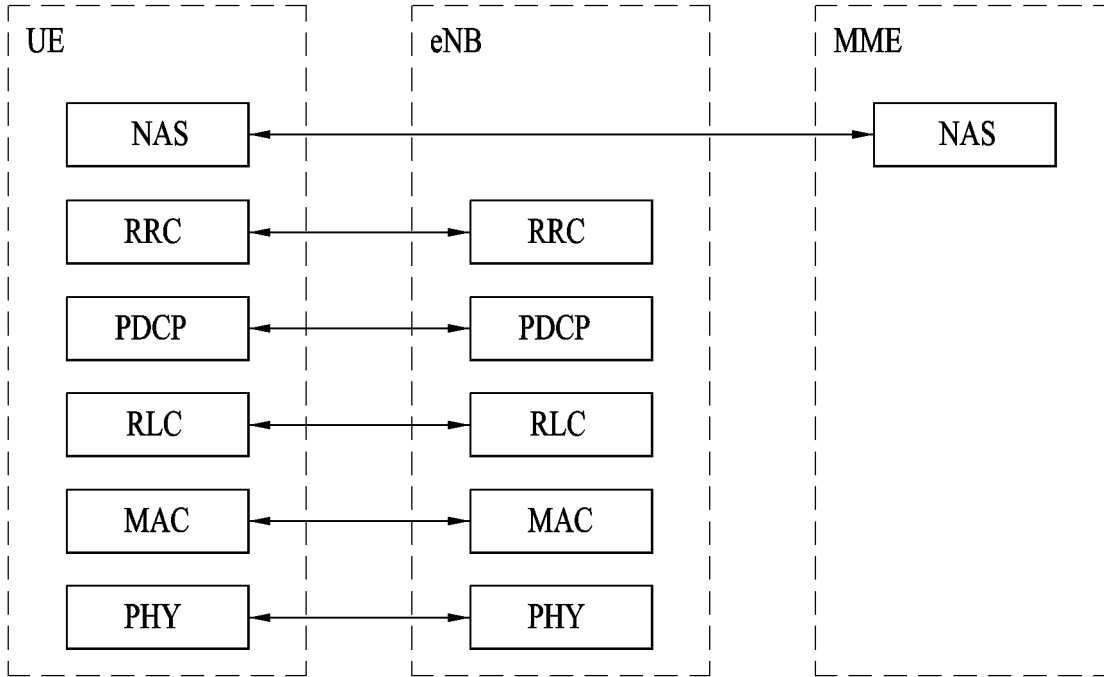 UE eNB MME
NAS NAS
RRC RRC
PDCP PDCP
RLC RLC
MAC MAC
PHY PHY